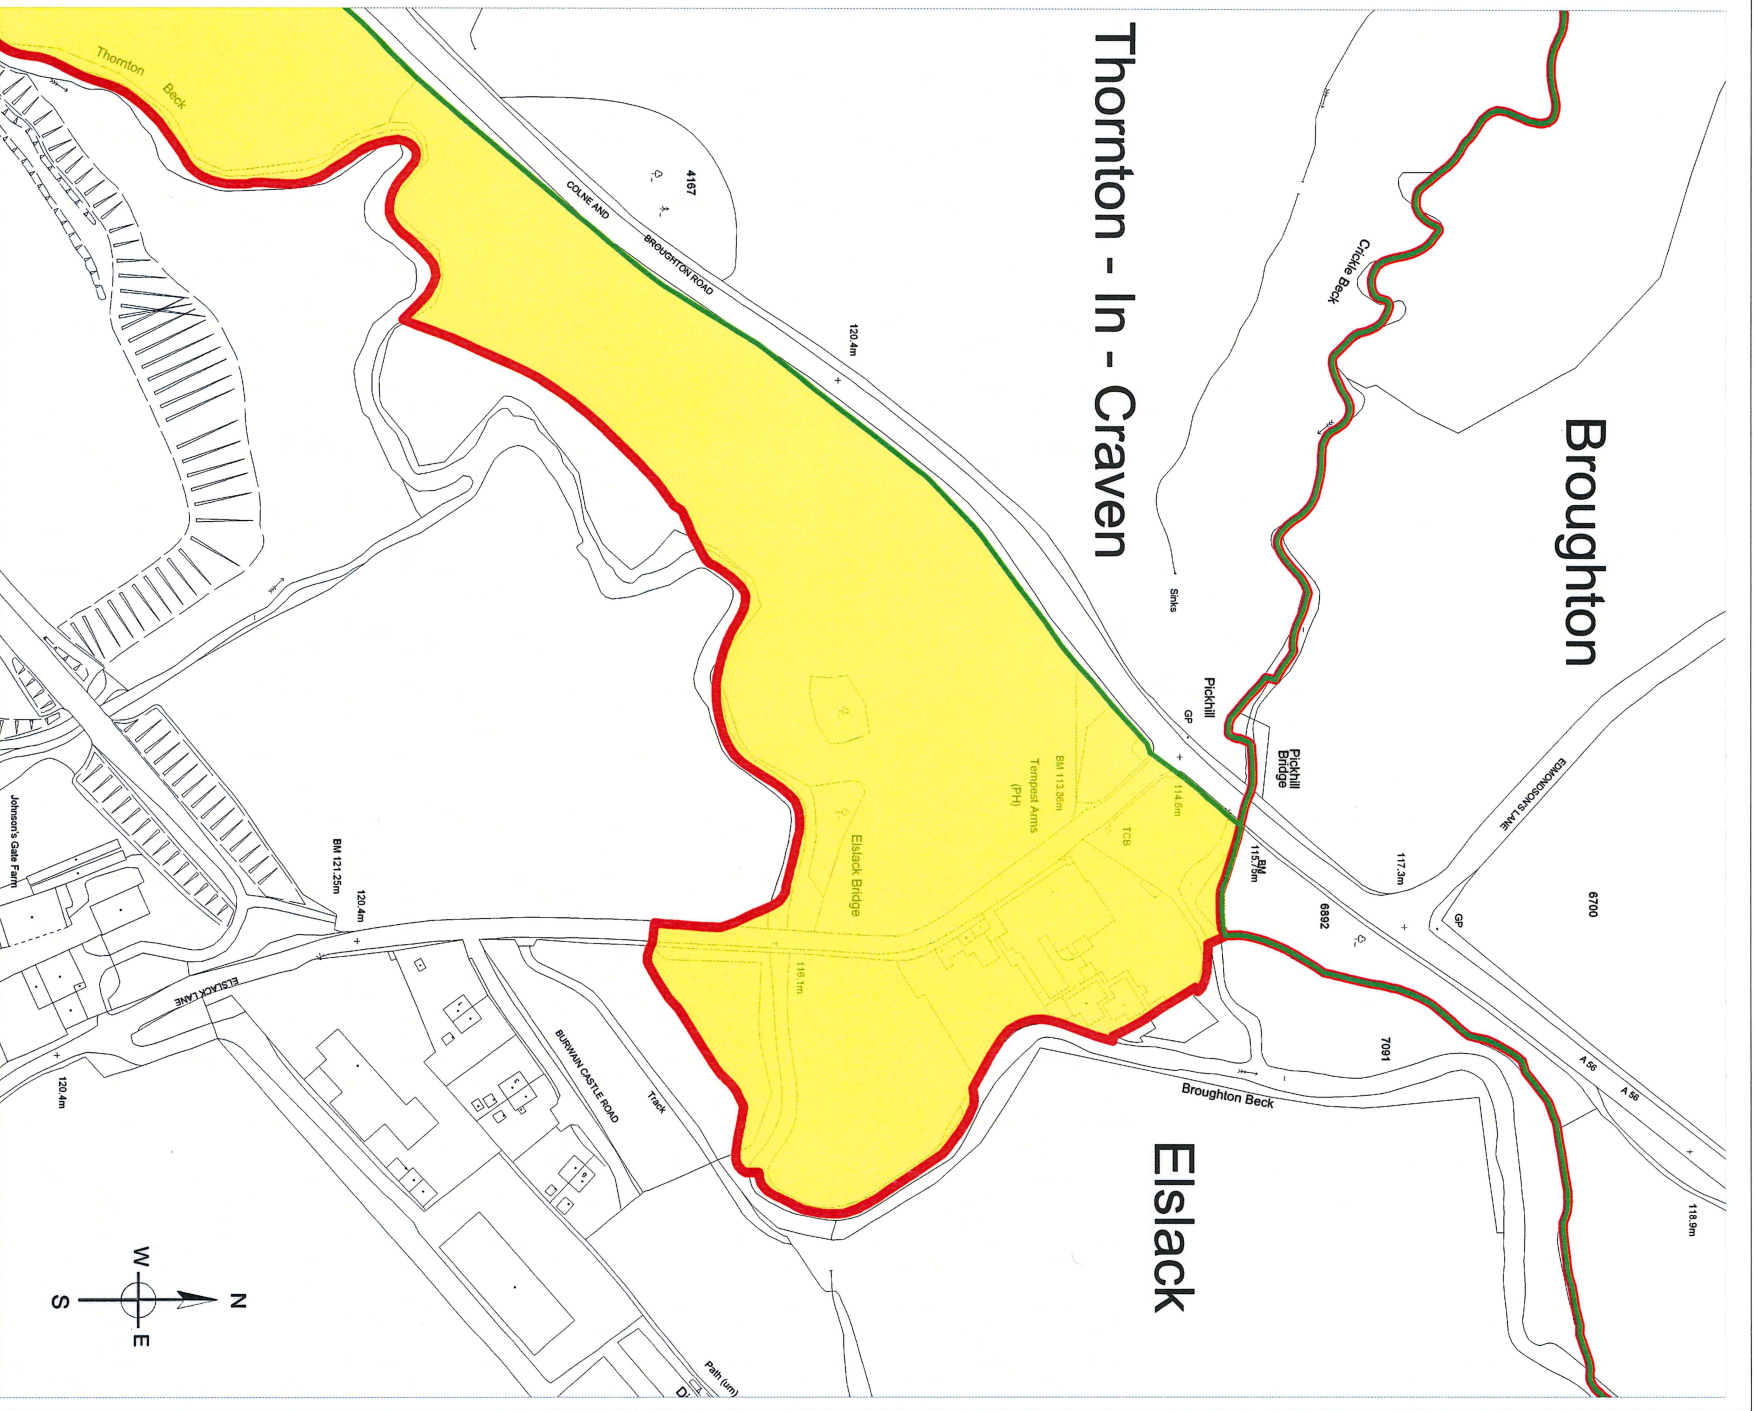 Broughton
Thornton - In - Craven
Elslack
Thornton
Beck
4167
COLNE AND
BROUGHTON ROAD
120.4m
Crickle Beck
Sinks
Pickhill
GP
Pickhill
Bridge
EDMONDSON'S LANE
6700
GP
117.3m
6892
BM
115.75m
114.6m
TCB
BM 113.86m
Tempest Arms
(PH)
Elslack Bridge
116.1m
7091
A 56
A 56
118.9m
Broughton Beck
Johnson's Gate Farm
BM 121.25m
120.4m
ELSLACK LANE
120.4m
BURWAIN CASTLE ROAD
Track
Path (um)
N
W
E
S